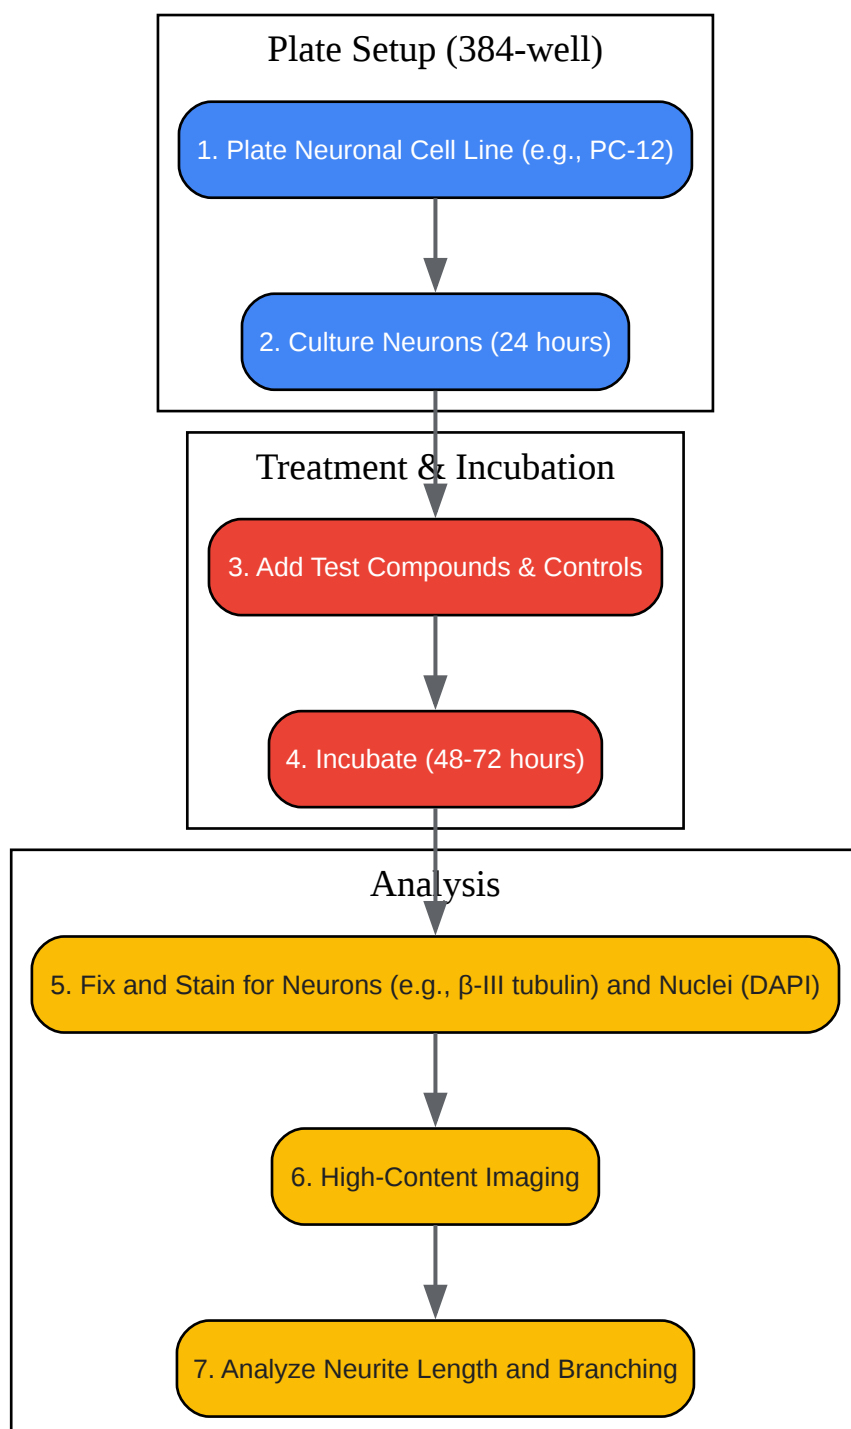 Plate Setup (384-well)
1. Plate Neuronal Cell Line (e.g., PC-12)
2. Culture Neurons (24 hours)
Treatment & Incubation
3. Add Test Compounds & Controls
4. Incubate (48-72 hours)
Analysis
5. Fix and Stain for Neurons (e.g., β-III tubulin) and Nuclei (DAPI)
6. High-Content Imaging
7. Analyze Neurite Length and Branching